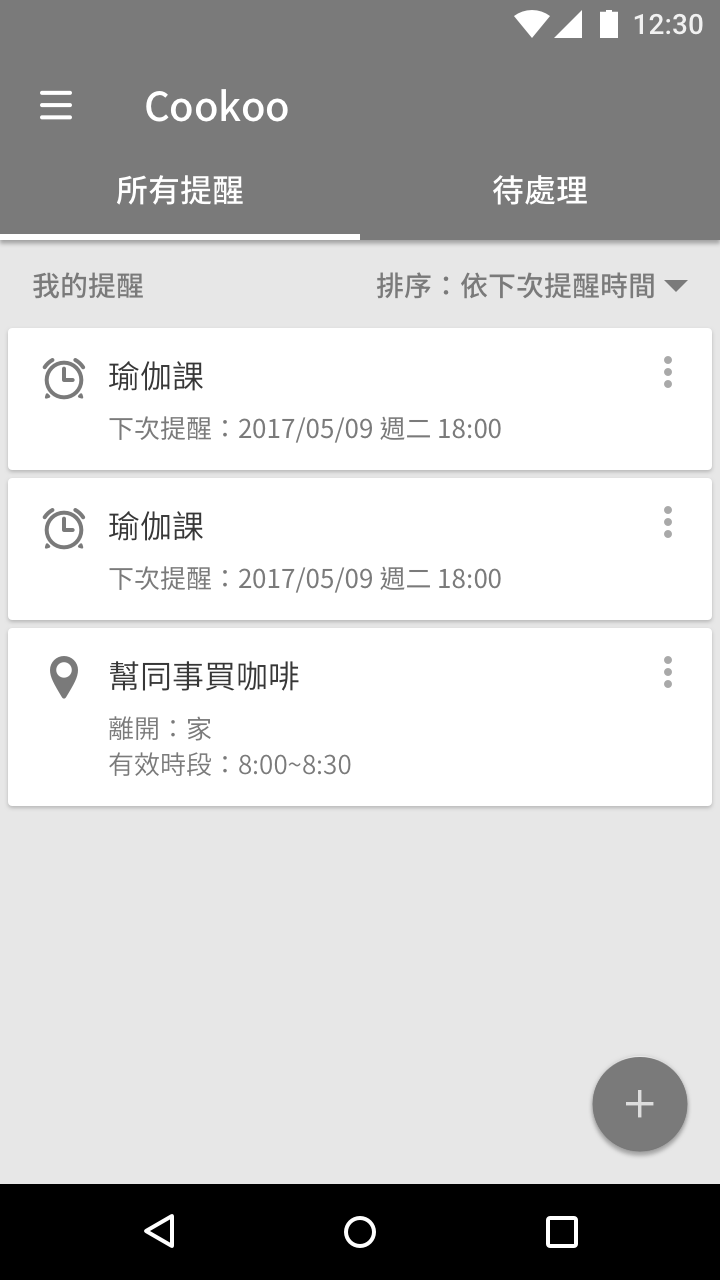 12:30
Cookoo
所有提醒
待處理
我的提醒
排序：依下次提醒時間
瑜伽課
下次提醒：2017/05/09 週二 18:00
瑜伽課
下次提醒：2017/05/09 週二 18:00
幫同事買咖啡
離開：家
有效時段：8:00~8:30